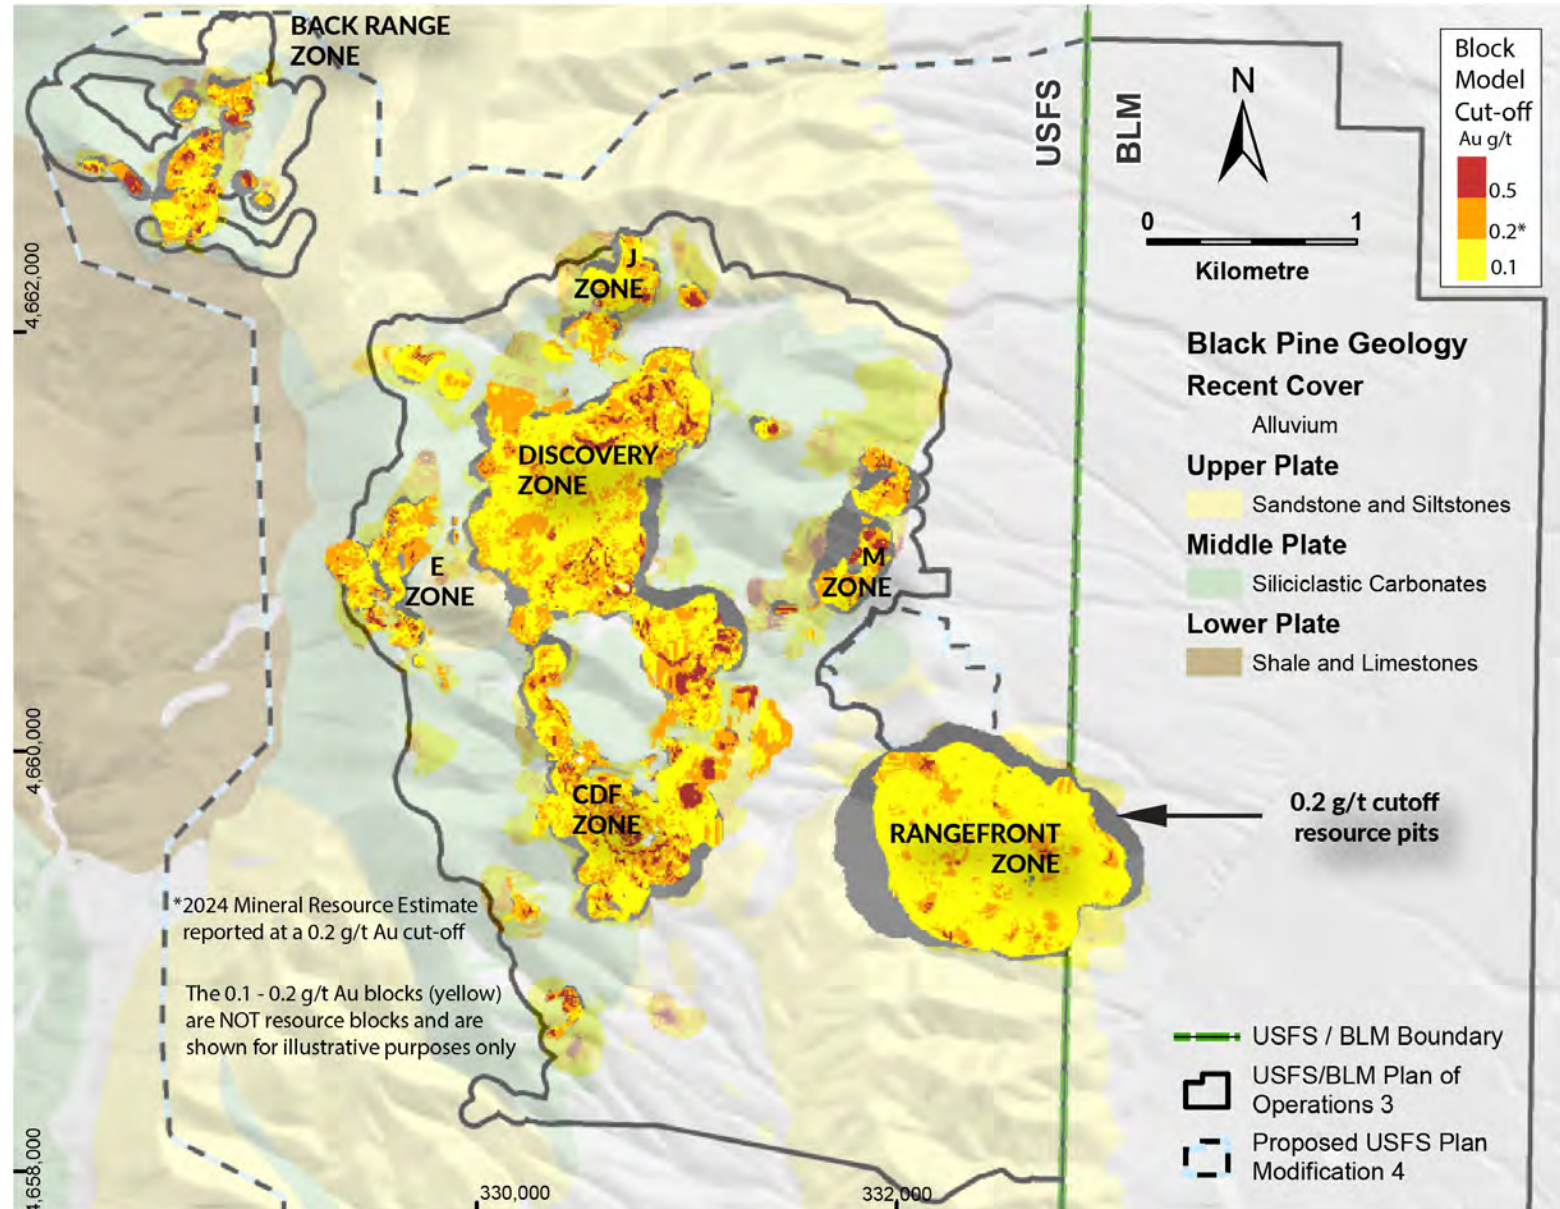 BACK RANGE
ZONE
USFS
BLM
N
0 1
Kilometre
Block
Model
Cut-off
Au g/t
0.5
0.2*
0.1
4,662,000
J
ZONE
Black Pine Geology
Recent Cover
Alluvium
Upper Plate
Sandstone and Siltstones
Middle Plate
Siliciclastic Carbonates
Lower Plate
Shale and Limestones
DISCOVERY
ZONE
E
ZONE
M
ZONE
4,660,000
CDF
ZONE
RANGEFRONT
ZONE
0.2 g/t cutoff
resource pits
*2024 Mineral Resource Estimate
reported at a 0.2 g/t Au cut-off
The 0.1 - 0.2 g/t Au blocks (yellow)
are NOT resource blocks and are
shown for illustrative purposes only
USFS / BLM Boundary
USFS/BLM Plan of
Operations 3
Proposed USFS Plan
Modification 4
4,658,000
330,000
332,000